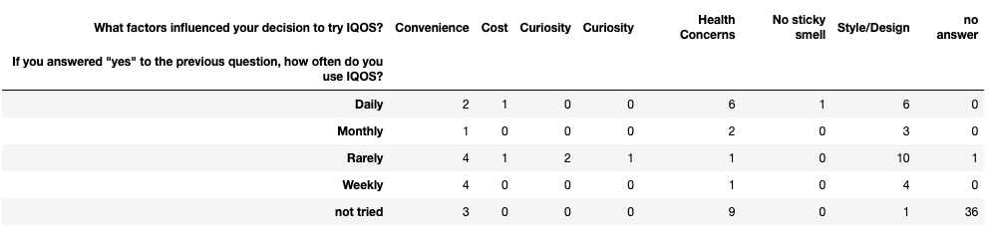 What factors influenced your decision to try IQOS? Convenience Cost Curiosity Curiosity Health Concerns No sticky smell Style/Design no answer
If you answered "yes" to the previous question, how often do you
use IQOS?
Daily 2 1 0 0 6 1 6 0
Monthly 1 0 0 0 2 0 3 0
Rarely 4 1 2 1 1 0 10 1
Weekly 4 0 0 0 1 0 4 0
not tried 3 0 0 0 9 0 1 36